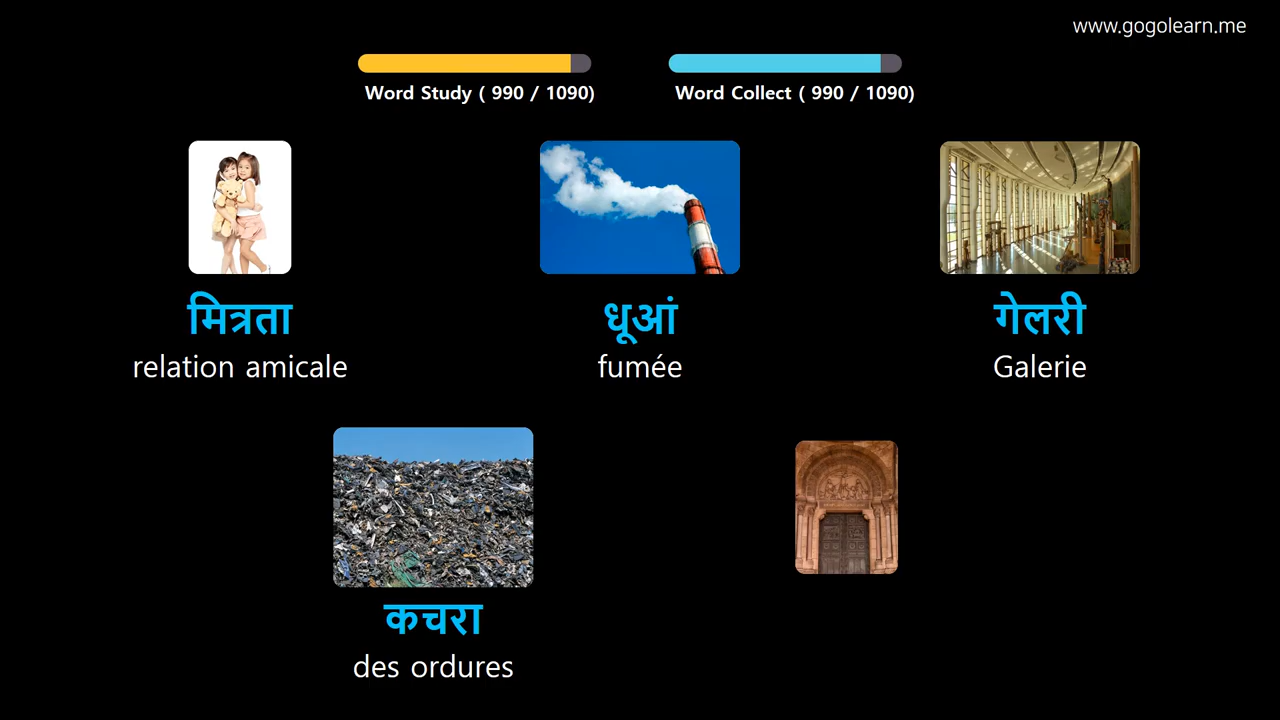 www.gogolearn.me
Word Study ( 990 / 1090)
Word Collect ( 990 / 1090)
मित्रता
relation amicale
धूआं
fumée
गेलरी
Galerie
कचरा
des ordures